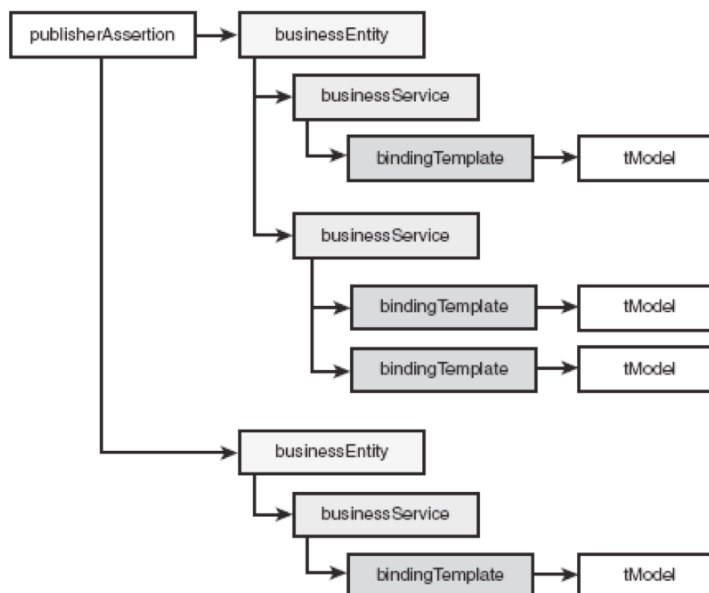 publisherAssertion
businessEntity
businessService
bindingTemplate
tModel
businessService
bindingTemplate
tModel
bindingTemplate
tModel
businessEntity
businessService
bindingTemplate
tModel